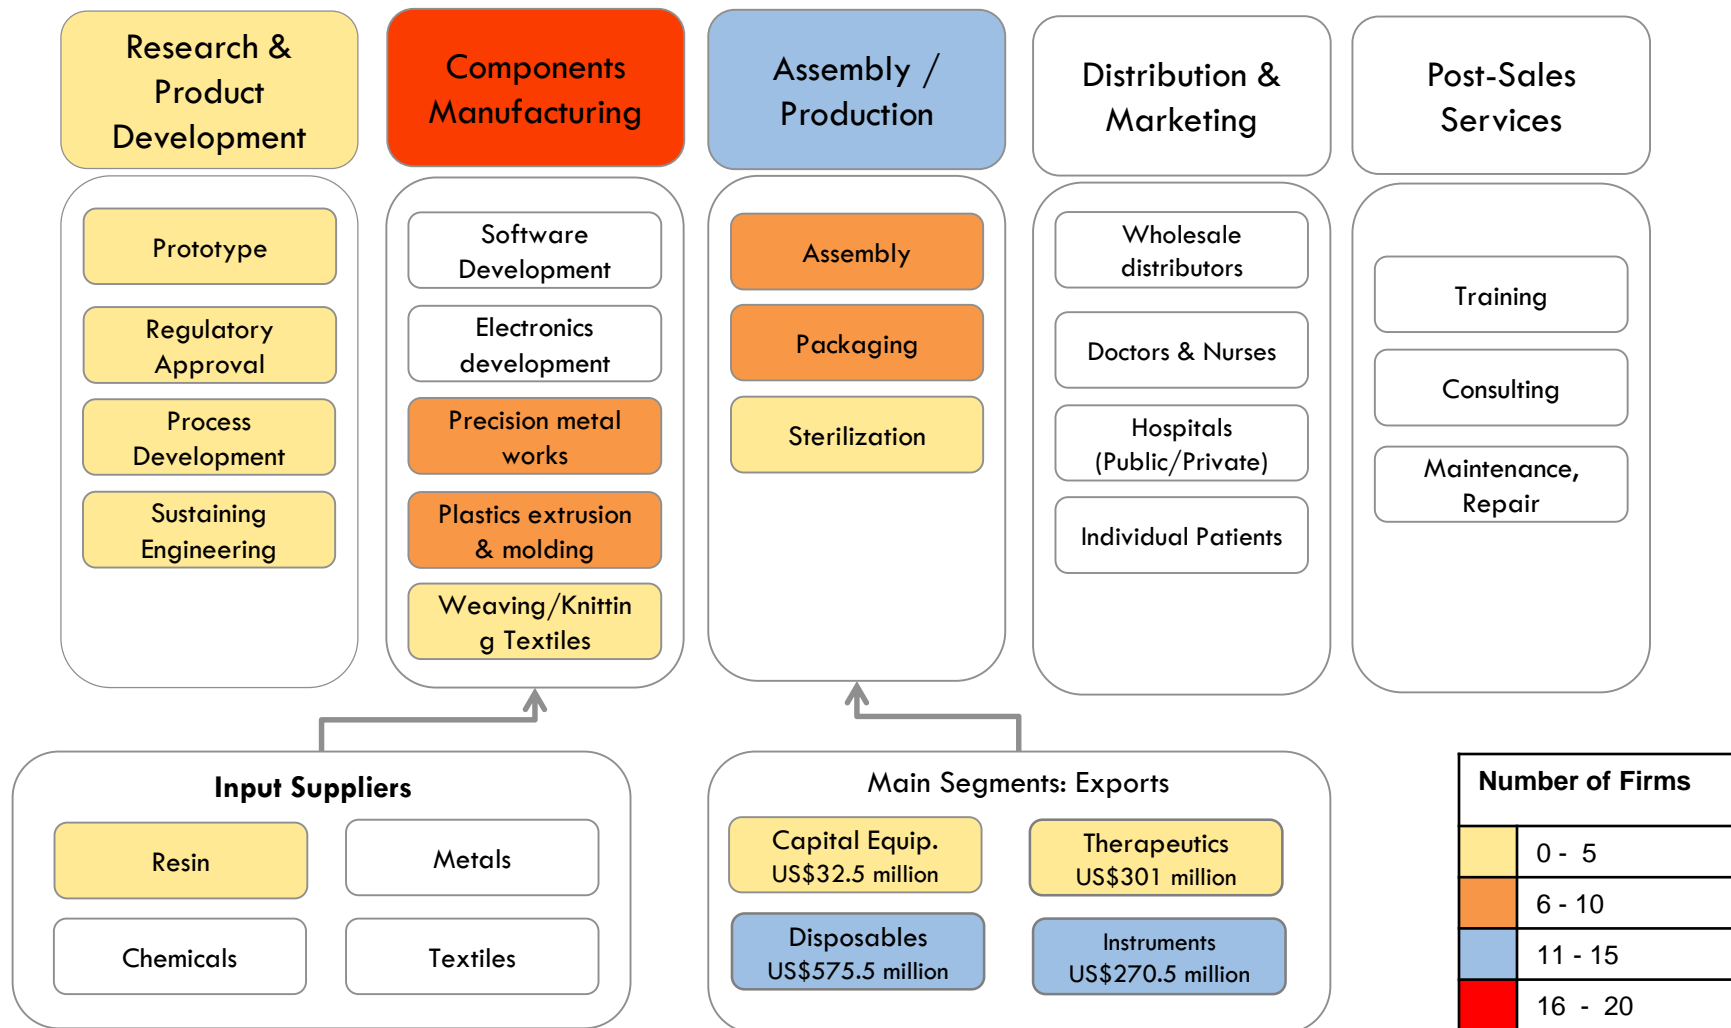 Research &
Product
Development
Components
Manufacturing
Assembly /
Production
Distribution &
Marketing
Post-Sales
Services
Prototype
Regulatory
Approval
Process
Development
Sustaining
Engineering
Software
Development
Electronics
development
Precision metal
works
Plastics extrusion
& molding
Weaving/Knittin
g Textiles
Assembly
Packaging
Sterilization
Wholesale
distributors
Doctors & Nurses
Hospitals
(Public/Private)
Individual Patients
Training
Consulting
Maintenance,
Repair
Input Suppliers
Resin
Metals
Chemicals
Textiles
Main Segments: Exports
Capital Equip.
US$32.5 million
Therapeutics
US$301 million
Disposables
US$575.5 million
Instruments
US$270.5 million
Number of Firms
0 - 5
6 - 10
11 - 15
16 - 20